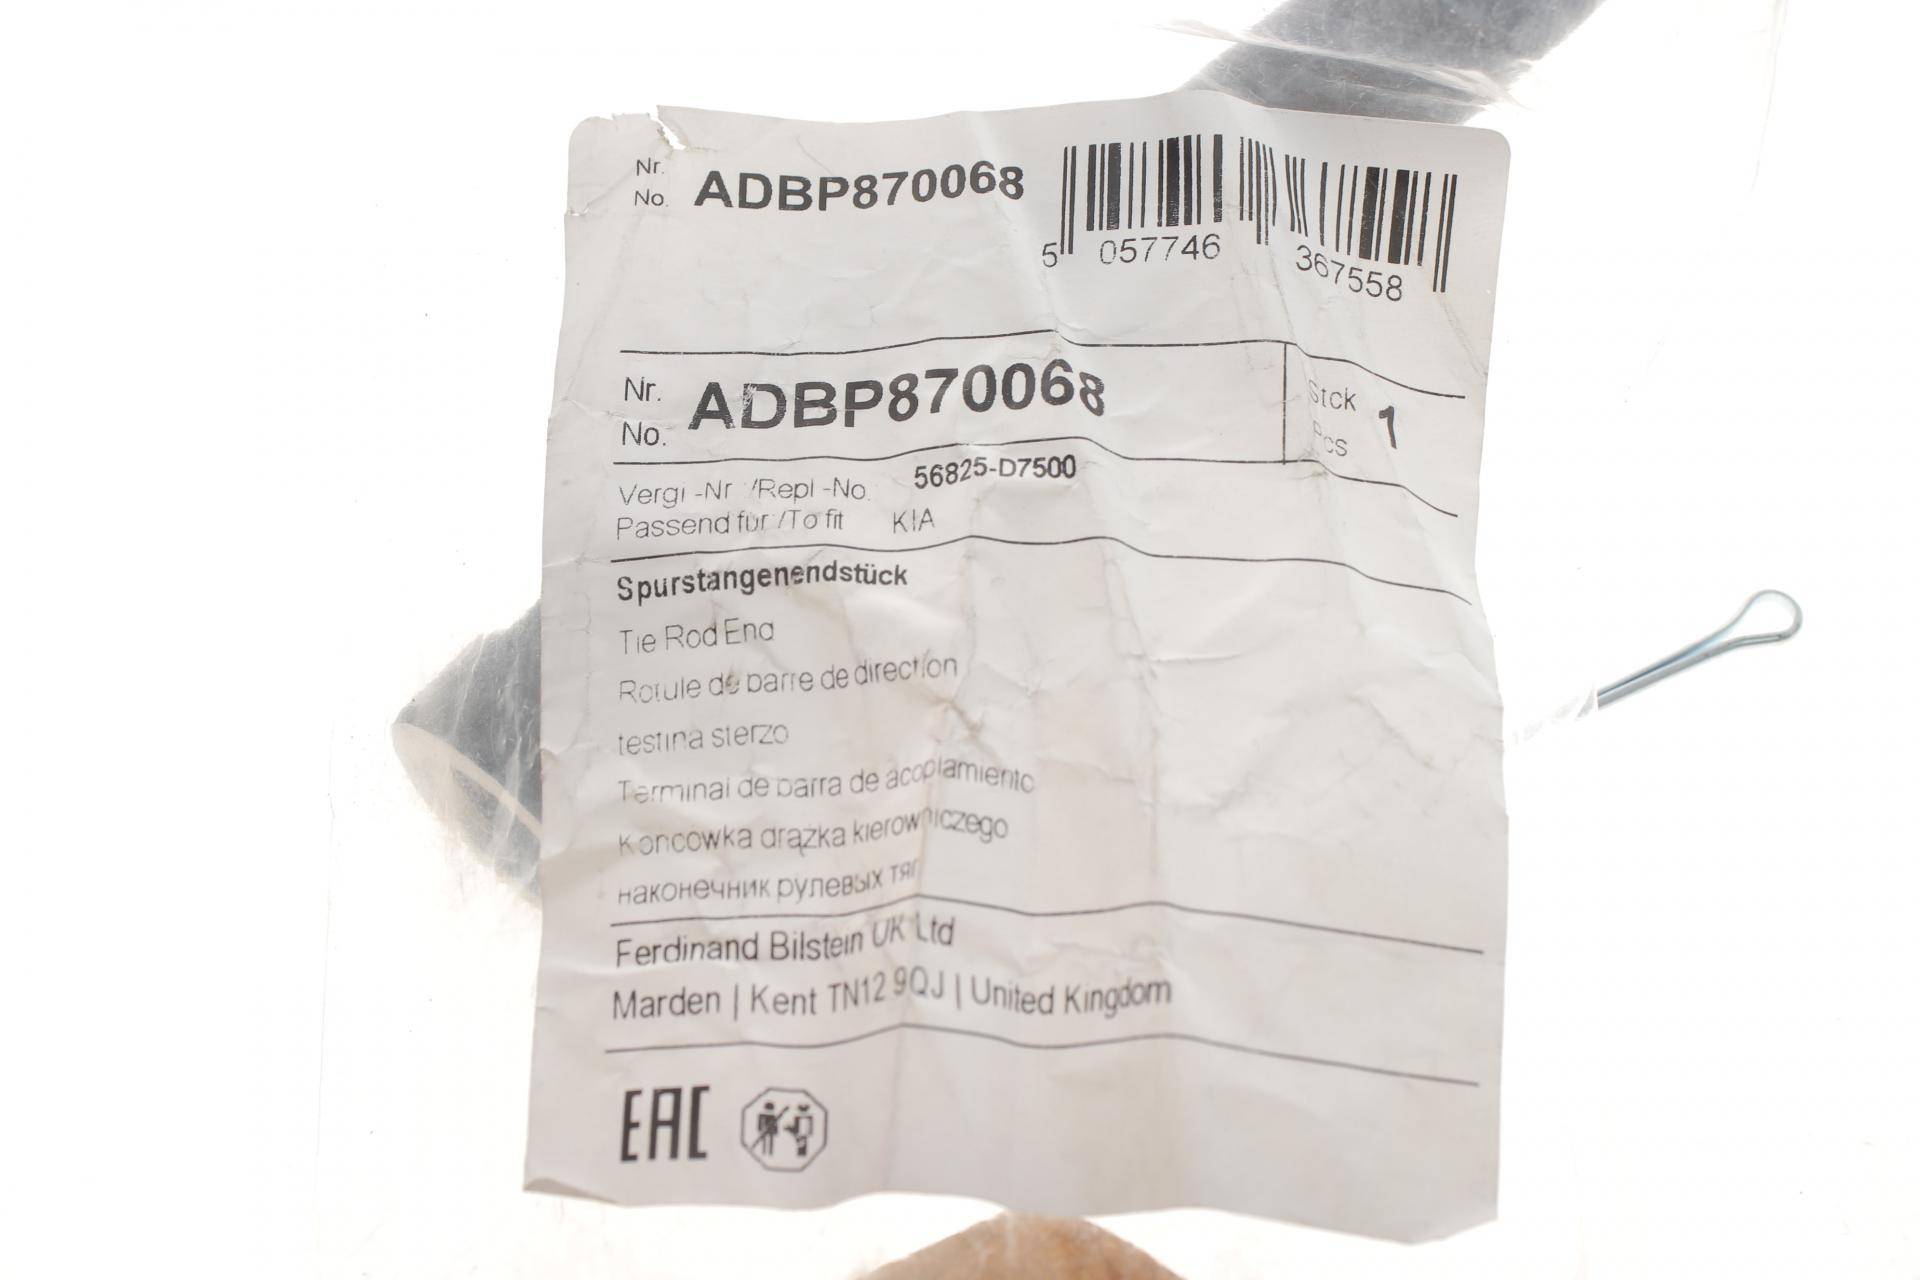 Nr.
No. ADBP870068
5 057746 367558
Nr.
No. ADBP870068
Stck
Pcs 1
Vergl.-Nr./Repl.-No. 56825-D7500
Passend für:/To fit KIA
Spurstangenendstück
Tie Rod End
Rotule de barre de direction
testina sterzo
Terminal de barra de acoplamiento
Końcówka drążka kierowniczego
наконечник рулевых тяг
Ferdinand Bilstein UK Ltd
Marden | Kent TN12 9QJ | United Kingdom
EAC